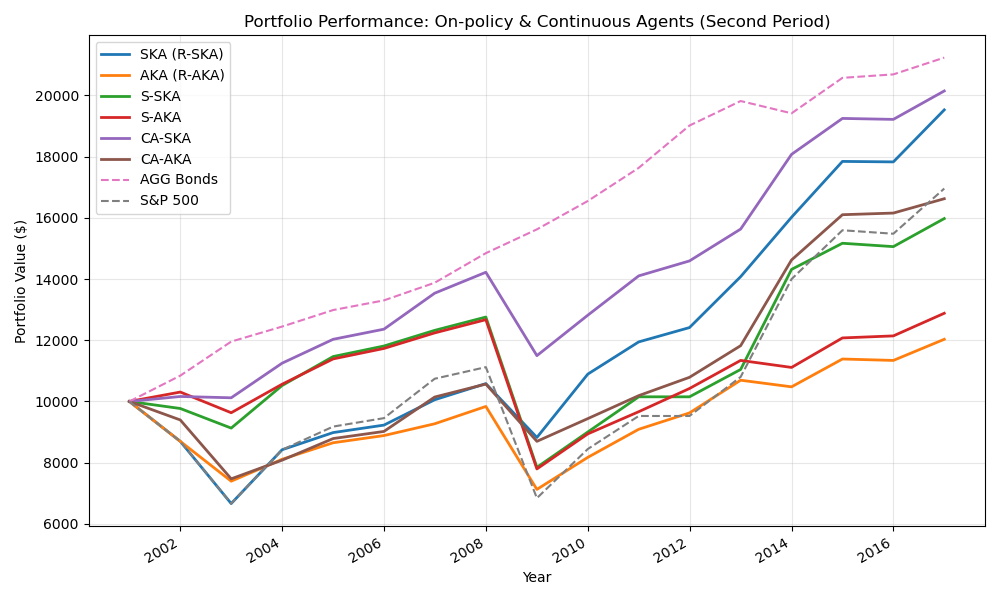 Portfolio Performance: On-policy & Continuous Agents (Second Period)
SKA (R-SKA)
AKA (R-AKA)
S-SKA
S-AKA
CA-SKA
CA-AKA
AGG Bonds
S&P 500
Portfolio Value ($)
20000
18000
16000
14000
12000
10000
8000
6000
2002
2004
2006
2008
2010
2012
2014
2016
Year